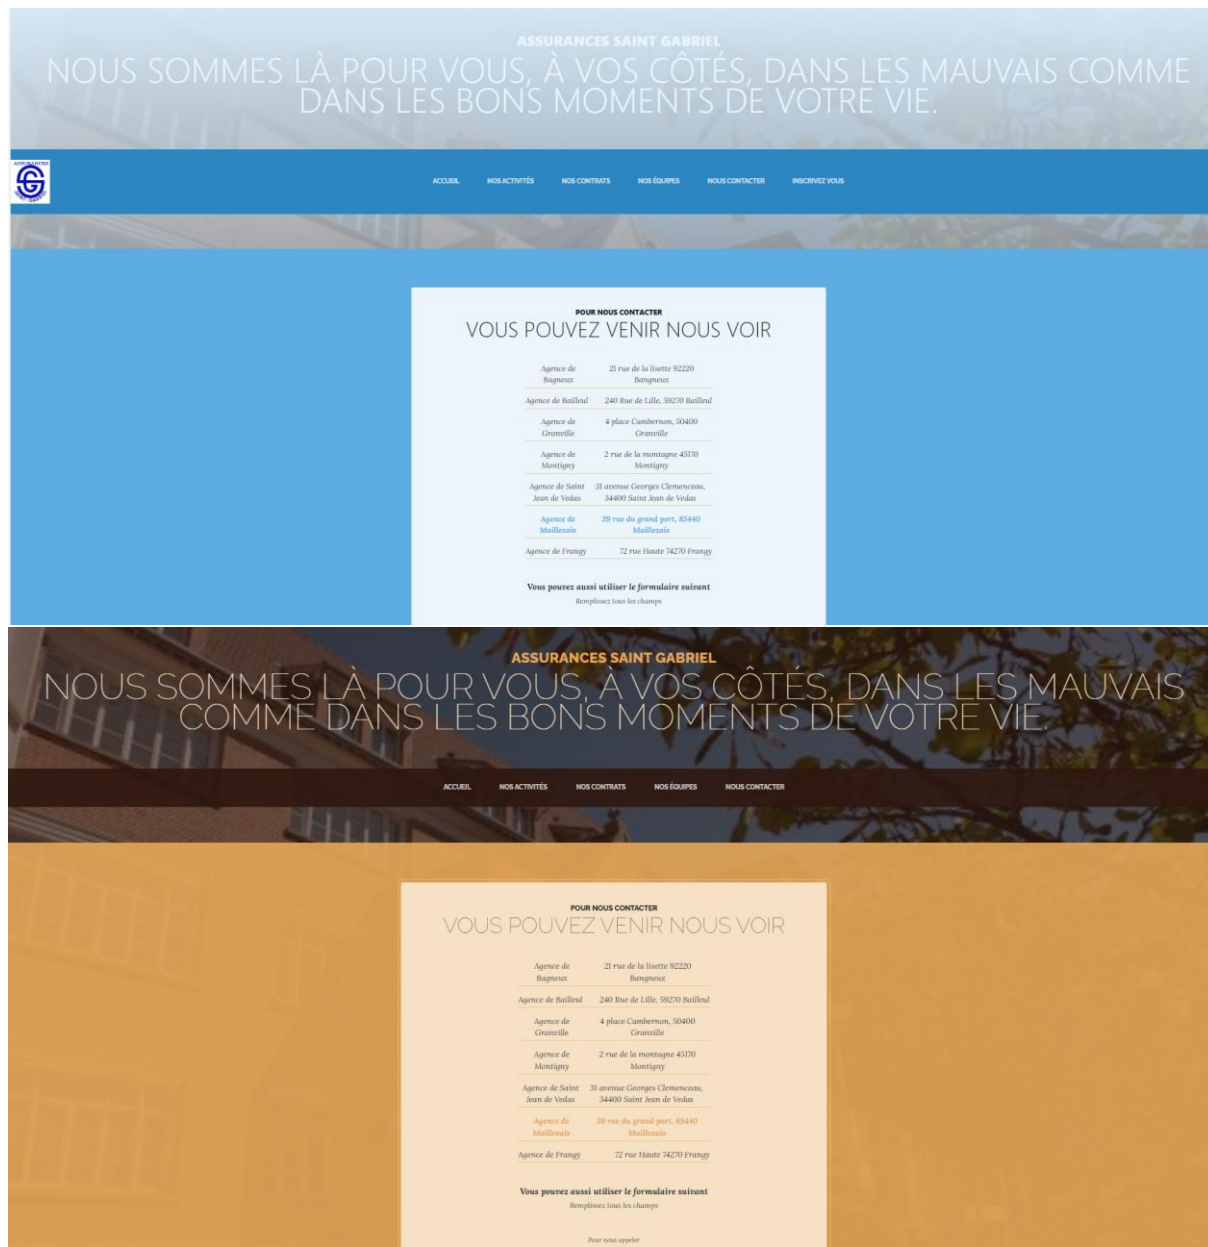 ASSURANCES SAINT GABRIEL
NOUS SOMMES LÀ POUR VOUS, À VOS CÔTÉS, DANS LES MAUVAIS COMME
DANS LES BONS MOMENTS DE VOTRE VIE.
ASSURANCES
SG
SAINT-GABRIEL
ACCUEIL NOS ACTIVITÉS NOS CONTRATS NOS ÉQUIPES NOUS CONTACTER INSCRIVEZ VOUS
POUR NOUS CONTACTER
VOUS POUVEZ VENIR NOUS VOIR
Agence de 21 rue de la lisette 92220
Bagneux Bangneux
Agence de Bailleul 240 Rue de Lille, 59270 Bailleul
Agence de 4 place Cambernon, 50400
Granville Granville
Agence de 2 rue de la montagne 45170
Montigny Montigny
Agence de Saint 31 avenue Georges Clemenceau,
Jean de Vedas 34400 Saint Jean de Vedas
Agence de 39 rue du grand port, 85440
Maillezais Maillezais
Agence de Frangy 72 rue Haute 74270 Frangy
Vous pouvez aussi utiliser le formulaire suivant
Remplissez tous les champs
ASSURANCES SAINT GABRIEL
NOUS SOMMES LÀ POUR VOUS, À VOS CÔTÉS, DANS LES MAUVAIS
COMME DANS LES BONS MOMENTS DE VOTRE VIE.
ACCUEIL NOS ACTIVITÉS NOS CONTRATS NOS ÉQUIPES NOUS CONTACTER
POUR NOUS CONTACTER
VOUS POUVEZ VENIR NOUS VOIR
Agence de 21 rue de la lisette 92220
Bagneux Bangneux
Agence de Bailleul 240 Rue de Lille, 59270 Bailleul
Agence de 4 place Cambernon, 50400
Granville Granville
Agence de 2 rue de la montagne 45170
Montigny Montigny
Agence de Saint 31 avenue Georges Clemenceau,
Jean de Vedas 34400 Saint Jean de Vedas
Agence de 39 rue du grand port, 85440
Maillezais Maillezais
Agence de Frangy 72 rue Haute 74270 Frangy
Vous pouvez aussi utiliser le formulaire suivant
Remplissez tous les champs
Pour nous appeler